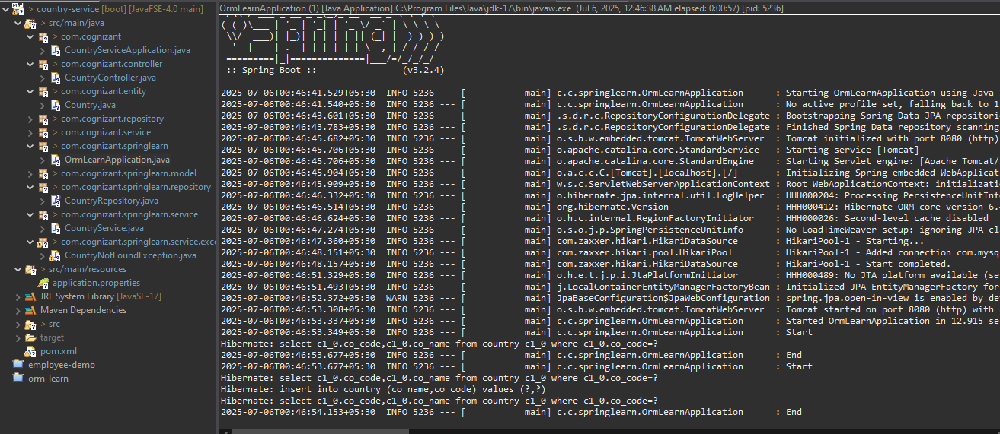 country-service [boot] [JavaFSE-4.0 main]
src/main/java
com.cognizant
CountryServiceApplication.java
com.cognizant.controller
CountryController.java
com.cognizant.entity
Country.java
com.cognizant.repository
com.cognizant.service
com.cognizant.springlearn
OrmLearnApplication.java
com.cognizant.springlearn.model
com.cognizant.springlearn.repository
CountryRepository.java
com.cognizant.springlearn.service
CountryService.java
com.cognizant.springlearn.service.exc
CountryNotFoundException.java
src/main/resources
application.properties
JRE System Library [JavaSE-17]
Maven Dependencies
src
target
pom.xml
employee-demo
orm-learn
OrmLearnApplication (1) [Java Application] C:\Program Files\Java\jdk-17\bin\javaw.exe (Jul 6, 2025, 12:46:38 AM elapsed: 0:00:57) [pid: 5236]
( ( )\___ | '_ | '_| | '_ \/ _` | \ \ \ \
\\/  ___)| |_)| | | | | || (_| |  ) ) ) )
'  |____| .__|_| |_|_| |_\__, | / / / /
=========|_|==============|___/=/_/_/_/
:: Spring Boot ::                (v3.2.4)
2025-07-06T00:46:41.529+05:30  INFO 5236 --- [           main] c.c.springlearn.OrmLearnApplication      : Starting OrmLearnApplication using Java
2025-07-06T00:46:41.540+05:30  INFO 5236 --- [           main] c.c.springlearn.OrmLearnApplication      : No active profile set, falling back to 1
2025-07-06T00:46:43.601+05:30  INFO 5236 --- [           main] .s.d.r.c.RepositoryConfigurationDelegate : Bootstrapping Spring Data JPA repositori
2025-07-06T00:46:43.783+05:30  INFO 5236 --- [           main] .s.d.r.c.RepositoryConfigurationDelegate : Finished Spring Data repository scanning
2025-07-06T00:46:45.682+05:30  INFO 5236 --- [           main] o.s.b.w.embedded.tomcat.TomcatWebServer  : Tomcat initialized with port 8080 (http)
2025-07-06T00:46:45.706+05:30  INFO 5236 --- [           main] o.apache.catalina.core.StandardService   : Starting service [Tomcat]
2025-07-06T00:46:45.706+05:30  INFO 5236 --- [           main] o.apache.catalina.core.StandardEngine    : Starting Servlet engine: [Apache Tomcat/
2025-07-06T00:46:45.904+05:30  INFO 5236 --- [           main] o.a.c.c.C.[Tomcat].[localhost].[/]       : Initializing Spring embedded WebApplicat
2025-07-06T00:46:45.909+05:30  INFO 5236 --- [           main] w.s.c.ServletWebServerApplicationContext : Root WebApplicationContext: initializati
2025-07-06T00:46:46.332+05:30  INFO 5236 --- [           main] o.hibernate.jpa.internal.util.LogHelper  : HHH000204: Processing PersistenceUnitInfo
2025-07-06T00:46:46.514+05:30  INFO 5236 --- [           main] org.hibernate.Version                    : HHH000412: Hibernate ORM core version 6.4
2025-07-06T00:46:46.624+05:30  INFO 5236 --- [           main] o.h.c.internal.RegionFactoryInitiator    : HHH000026: Second-level cache disabled
2025-07-06T00:46:47.274+05:30  INFO 5236 --- [           main] o.s.o.j.p.SpringPersistenceUnitInfo      : No LoadTimeWeaver setup: ignoring JPA cl
2025-07-06T00:46:47.360+05:30  INFO 5236 --- [           main] com.zaxxer.hikari.HikariDataSource       : HikariPool-1 - Starting...
2025-07-06T00:46:48.151+05:30  INFO 5236 --- [           main] com.zaxxer.hikari.pool.HikariPool        : HikariPool-1 - Added connection com.mysq
2025-07-06T00:46:48.157+05:30  INFO 5236 --- [           main] com.zaxxer.hikari.HikariDataSource       : HikariPool-1 - Start completed.
2025-07-06T00:46:51.329+05:30  INFO 5236 --- [           main] o.h.e.t.j.p.i.JtaPlatformInitiator       : HHH000489: No JTA platform available (se
2025-07-06T00:46:51.493+05:30  INFO 5236 --- [           main] j.LocalContainerEntityManagerFactoryBean : Initialized JPA EntityManagerFactory for
2025-07-06T00:46:52.372+05:30  WARN 5236 --- [           main] JpaBaseConfiguration$JpaWebConfiguration : spring.jpa.open-in-view is enabled by de
2025-07-06T00:46:53.308+05:30  INFO 5236 --- [           main] o.s.b.w.embedded.tomcat.TomcatWebServer  : Tomcat started on port 8080 (http) with
2025-07-06T00:46:53.337+05:30  INFO 5236 --- [           main] c.c.springlearn.OrmLearnApplication      : Started OrmLearnApplication in 12.915 se
2025-07-06T00:46:53.349+05:30  INFO 5236 --- [           main] c.c.springlearn.OrmLearnApplication      : Start
Hibernate: select c1_0.co_code,c1_0.co_name from country c1_0 where c1_0.co_code=?
2025-07-06T00:46:53.677+05:30  INFO 5236 --- [           main] c.c.springlearn.OrmLearnApplication      : End
2025-07-06T00:46:53.677+05:30  INFO 5236 --- [           main] c.c.springlearn.OrmLearnApplication      : Start
Hibernate: select c1_0.co_code,c1_0.co_name from country c1_0 where c1_0.co_code=?
Hibernate: insert into country (co_name,co_code) values (?,?)
Hibernate: select c1_0.co_code,c1_0.co_name from country c1_0 where c1_0.co_code=?
2025-07-06T00:46:54.153+05:30  INFO 5236 --- [           main] c.c.springlearn.OrmLearnApplication      : End